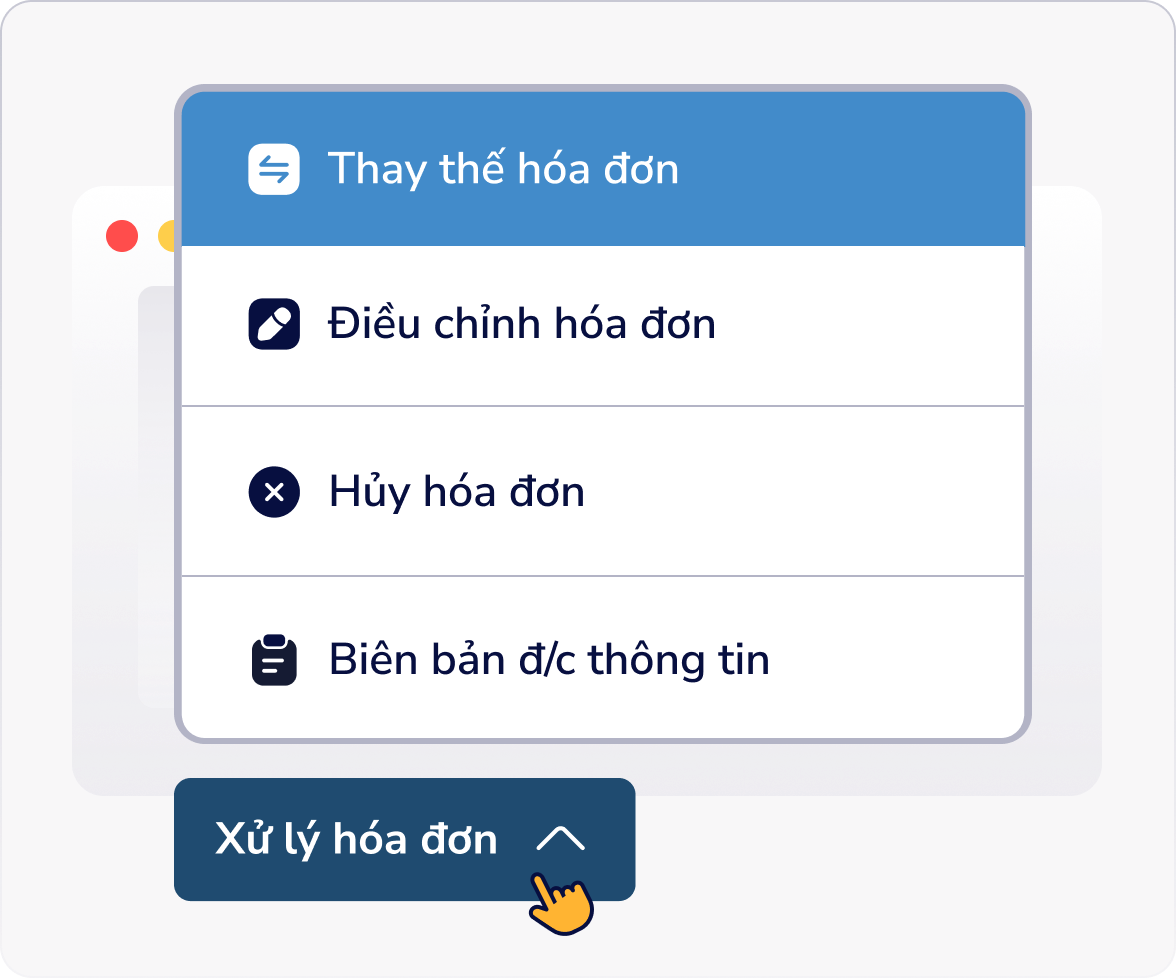 Thay thế hóa đơn
Điều chỉnh hóa đơn
Hủy hóa đơn
Biên bản đ/c thông tin
Xử lý hóa đơn